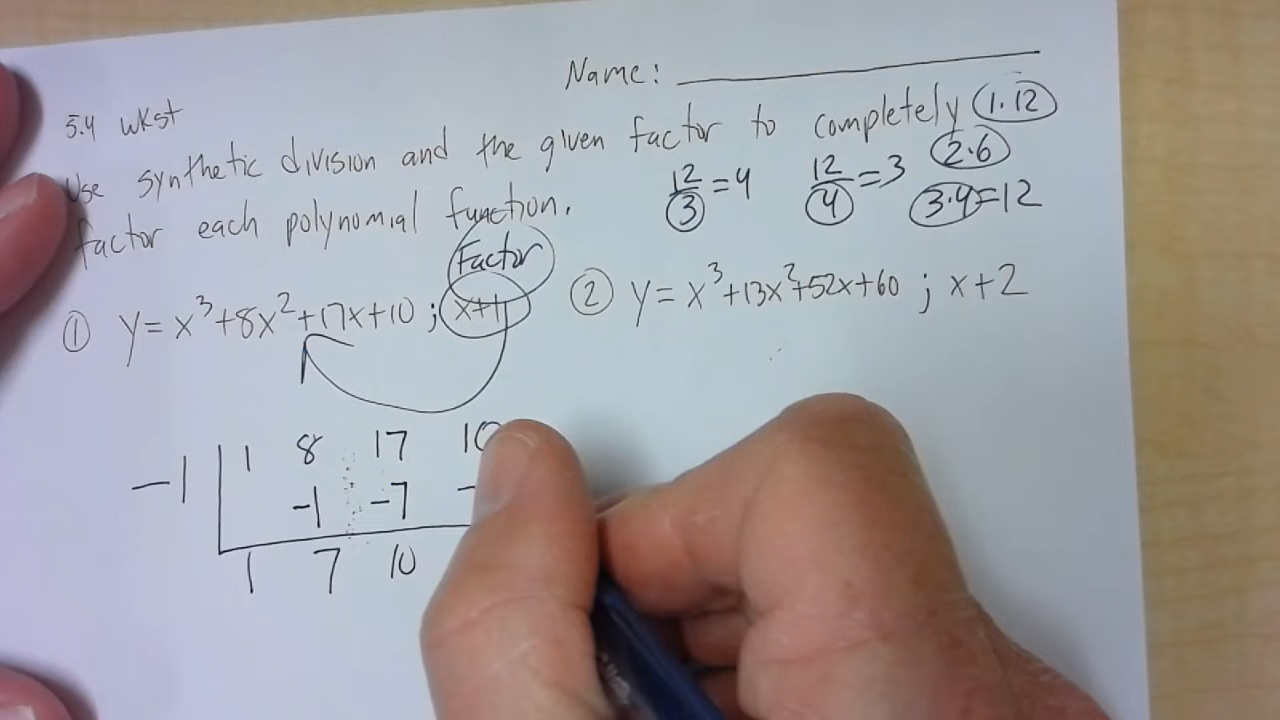 Name:
5.4 wkst
Use synthetic division and the given factor to completely
factor each polynomial function.
1·12
2·6
3·4=12
12/3=4
12/4=3
Factor
① y=x³+8x²+17x+10 ; x+1
② y=x³+13x²+52x+60 ; x+2
-1 | 1 8 17 10
-1 -7 -
1 7 10